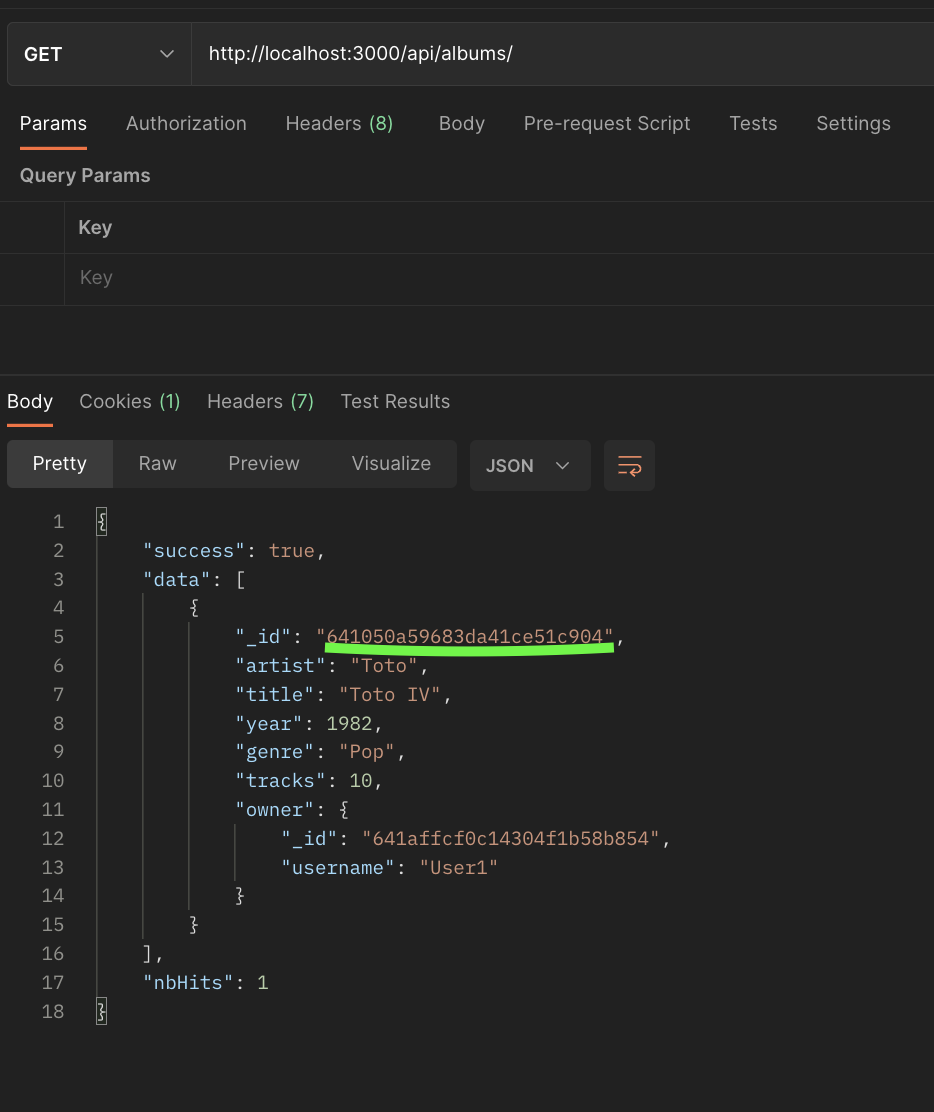 GET http://localhost:3000/api/albums/
Params Authorization Headers (8) Body Pre-request Script Tests Settings
Query Params
Key
Key
Body Cookies (1) Headers (7) Test Results
Pretty Raw Preview Visualize JSON
1 {
2 "success": true,
3 "data": [
4 {
5 "_id": "641050a59683da41ce51c904",
6 "artist": "Toto",
7 "title": "Toto IV",
8 "year": 1982,
9 "genre": "Pop",
10 "tracks": 10,
11 "owner": {
12 "_id": "641affcf0c14304f1b58b854",
13 "username": "User1"
14 }
15 }
16 ],
17 "nbHits": 1
18 }